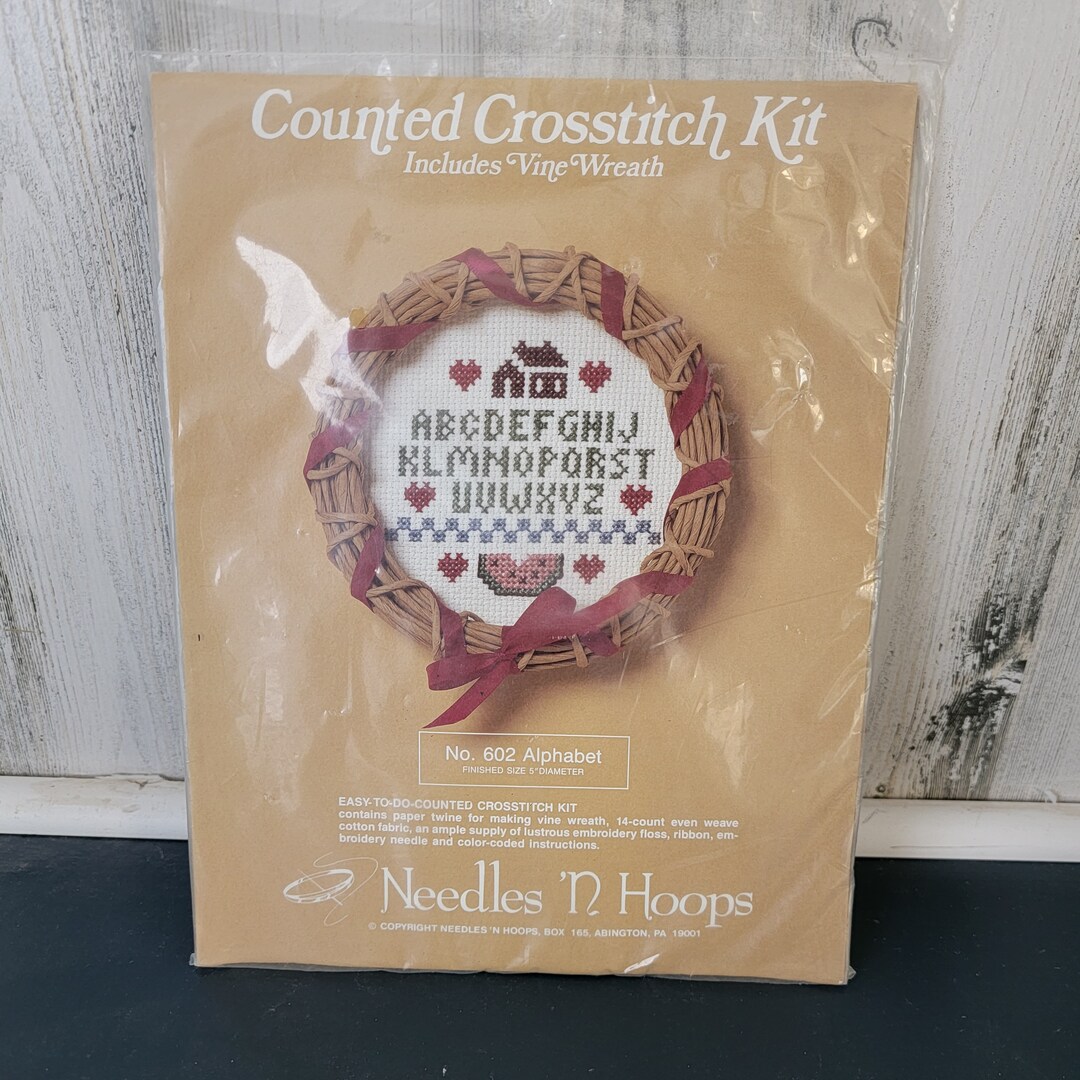 Counted Crosstitch Kit
Includes Vine Wreath
ABCDEFGHIJ
KLMNOPQRST
UVWXYZ
No. 602 Alphabet
FINISHED SIZE 5" DIAMETER
EASY-TO-DO-COUNTED CROSSTITCH KIT
contains paper twine for making vine wreath, 14-count even weave
cotton fabric, an ample supply of lustrous embroidery floss, ribbon, em-
broidery needle and color-coded instructions.
Needles 'N Hoops
© COPYRIGHT NEEDLES 'N HOOPS, BOX 165, ABINGTON, PA 19001